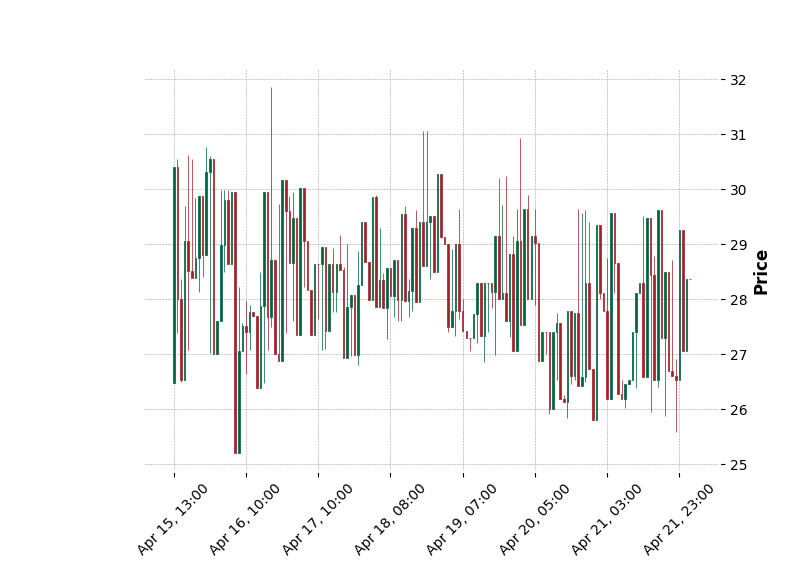 32
31
30
29
28
27
26
25
Price
Apr 15, 13:00
Apr 16, 10:00
Apr 17, 10:00
Apr 18, 08:00
Apr 19, 07:00
Apr 20, 05:00
Apr 21, 03:00
Apr 21, 23:00